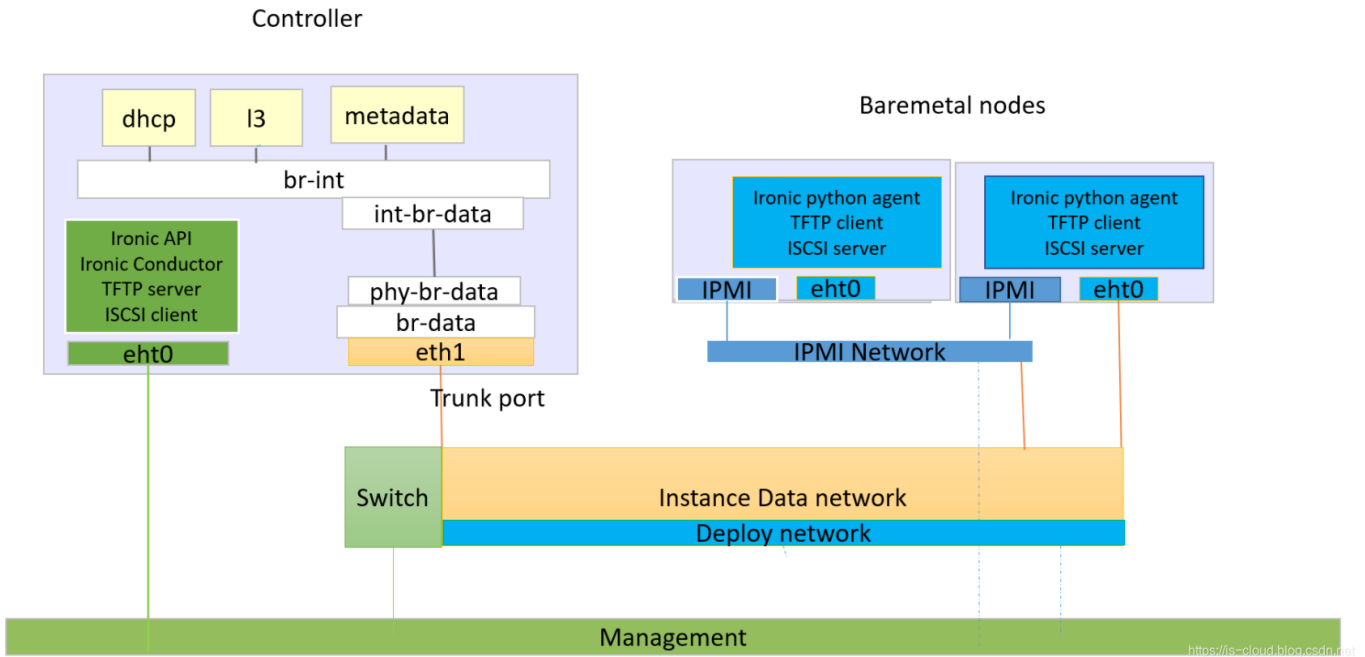 Controller
dhcp
l3
metadata
br-int
int-br-data
Ironic API
Ironic Conductor
TFTP server
ISCSI client
phy-br-data
br-data
eht0
eth1
Trunk port
Baremetal nodes
Ironic python agent
TFTP client
ISCSI server
IPMI
eht0
Ironic python agent
TFTP client
ISCSI server
IPMI
eht0
IPMI Network
Switch
Instance Data network
Deploy network
Management
https://is-cloud.blog.csdn.net